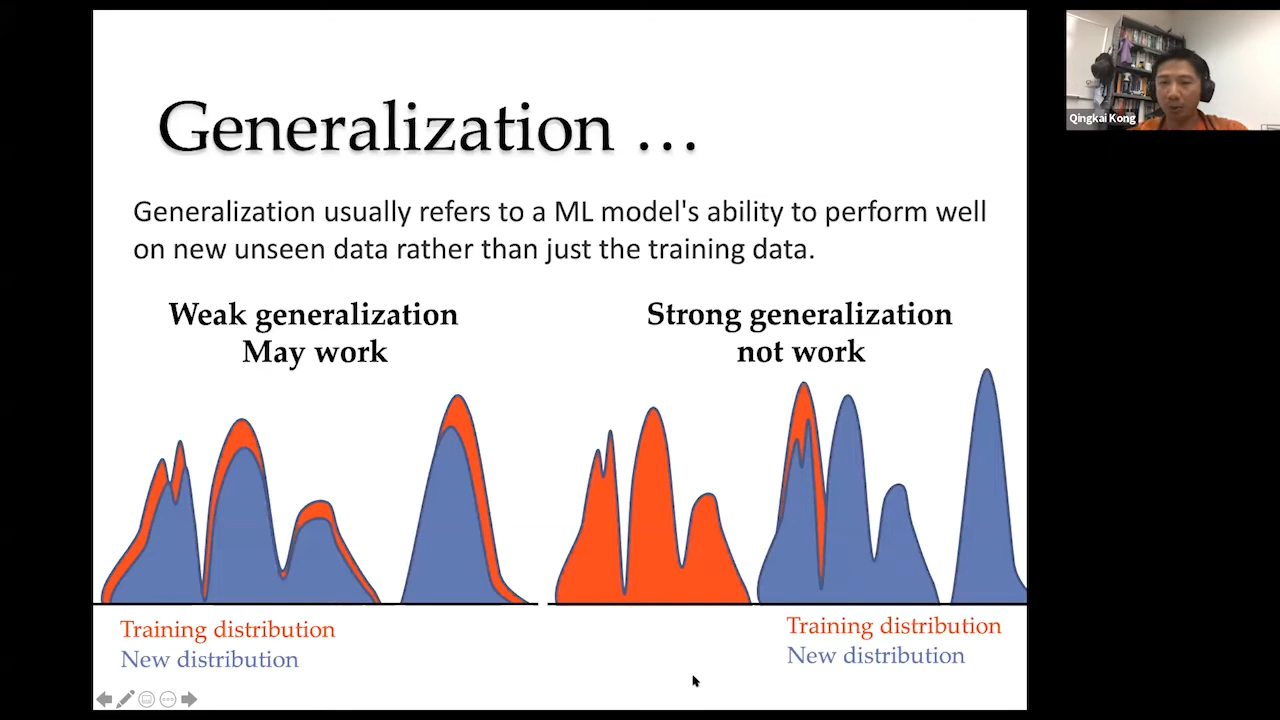 Generalization …
Generalization usually refers to a ML model's ability to perform well
on new unseen data rather than just the training data.
Weak generalization
May work
Strong generalization
not work
Training distribution
New distribution
Training distribution
New distribution
Qingkai Kong